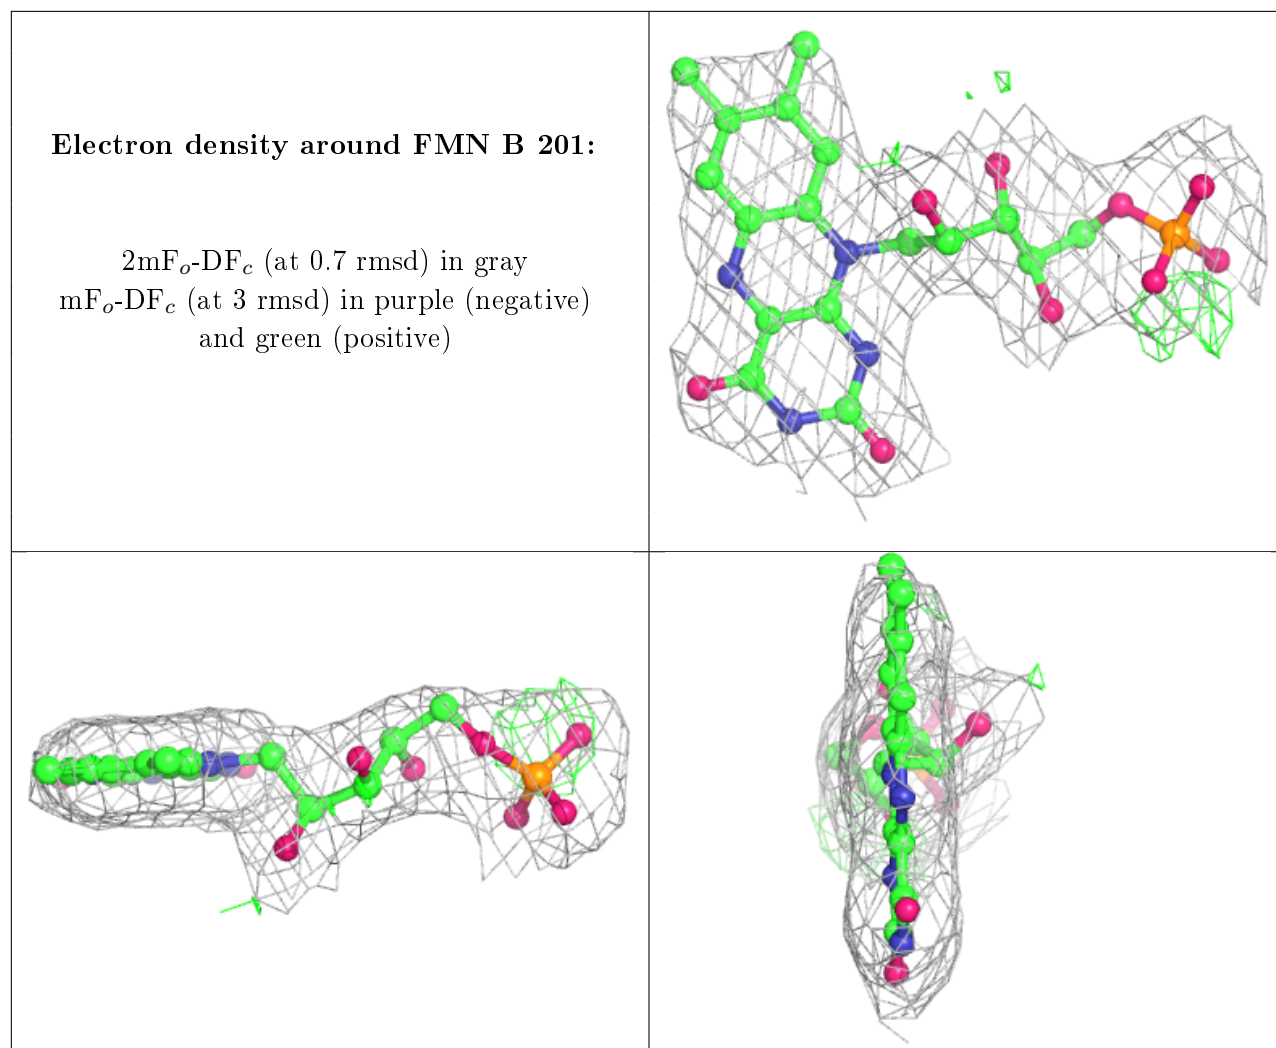 Electron density around FMN B 201:
2mFo-DFc (at 0.7 rmsd) in gray
mFo-DFc (at 3 rmsd) in purple (negative)
and green (positive)